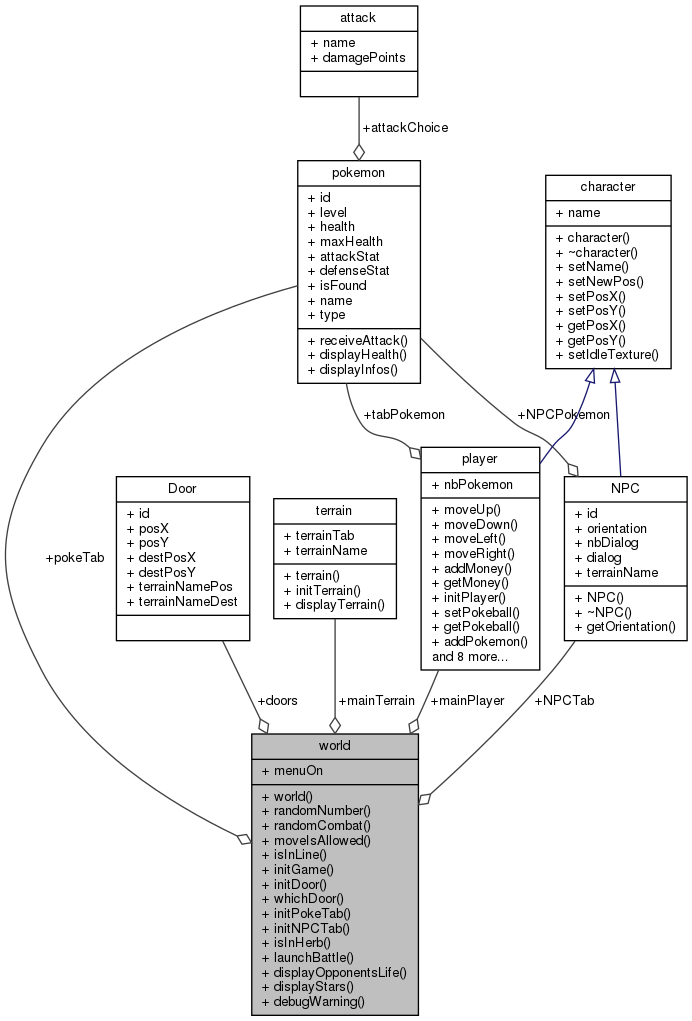 attack
+ name
+ damagePoints
+attackChoice
pokemon
+ id
+ level
+ health
+ maxHealth
+ attackStat
+ defenseStat
+ isFound
+ name
+ type
+ receiveAttack()
+ displayHealth()
+ displayInfos()
character
+ name
+ character()
+ ~character()
+ setName()
+ setNewPos()
+ setPosX()
+ setPosY()
+ getPosX()
+ getPosY()
+ setIdleTexture()
+tabPokemon
+NPCPokemon
+pokeTab
Door
+ id
+ posX
+ posY
+ destPosX
+ destPosY
+ terrainNamePos
+ terrainNameDest
terrain
+ terrainTab
+ terrainName
+ terrain()
+ initTerrain()
+ displayTerrain()
player
+ nbPokemon
+ moveUp()
+ moveDown()
+ moveLeft()
+ moveRight()
+ addMoney()
+ getMoney()
+ initPlayer()
+ setPokeball()
+ getPokeball()
+ addPokemon()
and 8 more...
NPC
+ id
+ orientation
+ nbDialog
+ dialog
+ terrainName
+ NPC()
+ ~NPC()
+ getOrientation()
+doors
+mainTerrain
+mainPlayer
+NPCTab
world
+ menuOn
+ world()
+ randomNumber()
+ randomCombat()
+ moveIsAllowed()
+ isInLine()
+ initGame()
+ initDoor()
+ whichDoor()
+ initPokeTab()
+ initNPCTab()
+ isInHerb()
+ launchBattle()
+ displayOpponentsLife()
+ displayStars()
+ debugWarning()